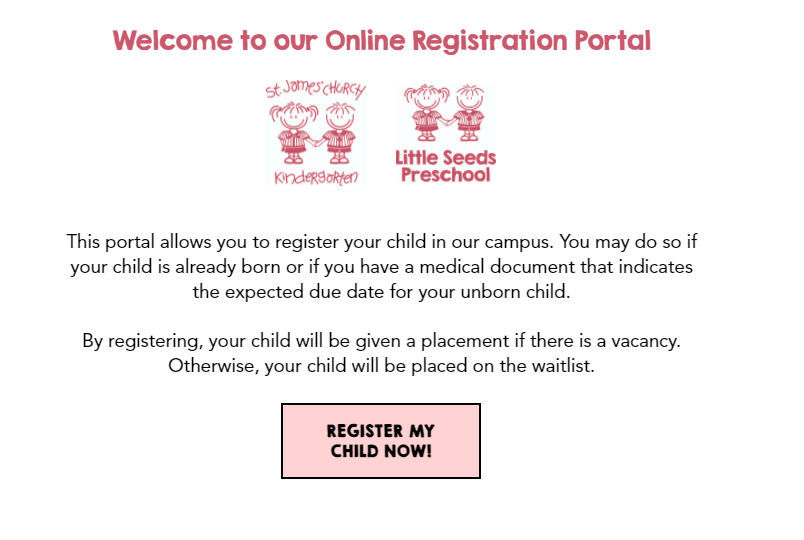 Welcome to our Online Registration Portal
St. James' CHURCH
Kindergarten
Little Seeds
Preschool
This portal allows you to register your child in our campus. You may do so if
your child is already born or if you have a medical document that indicates
the expected due date for your unborn child.
By registering, your child will be given a placement if there is a vacancy.
Otherwise, your child will be placed on the waitlist.
REGISTER MY
CHILD NOW!